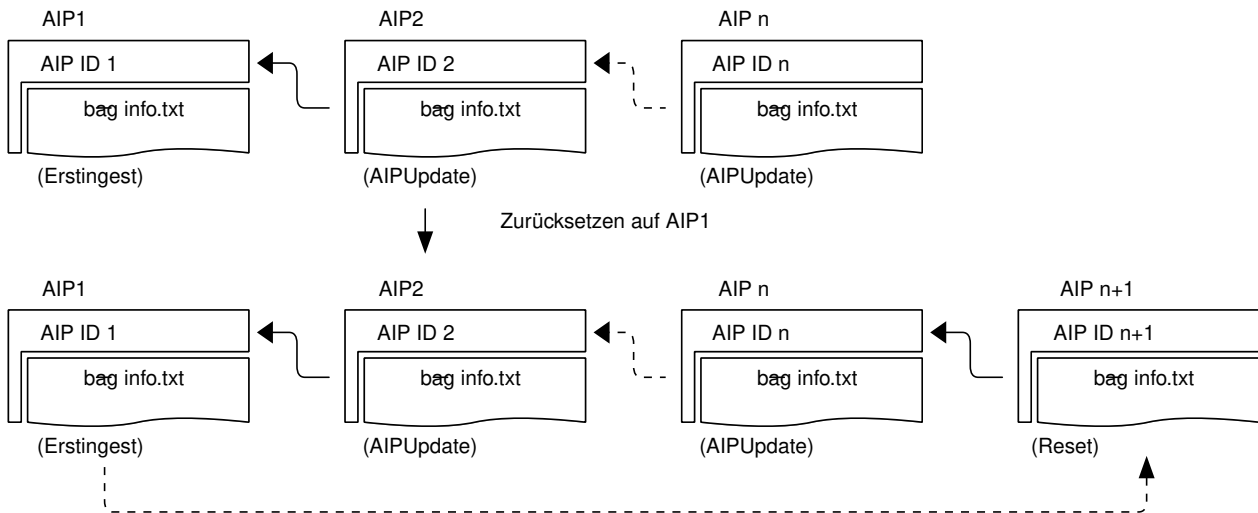 AIP1 AIP2 AIP n
AIP ID 1 AIP ID 2 AIP ID n
bag info.txt bag info.txt bag info.txt
(Erstingest) (AIPUpdate) (AIPUpdate)
Zurücksetzen auf AIP1
AIP1 AIP2 AIP n AIP n+1
AIP ID 1 AIP ID 2 AIP ID n AIP ID n+1
bag info.txt bag info.txt bag info.txt bag info.txt
(Erstingest) (AIPUpdate) (AIPUpdate) (Reset)